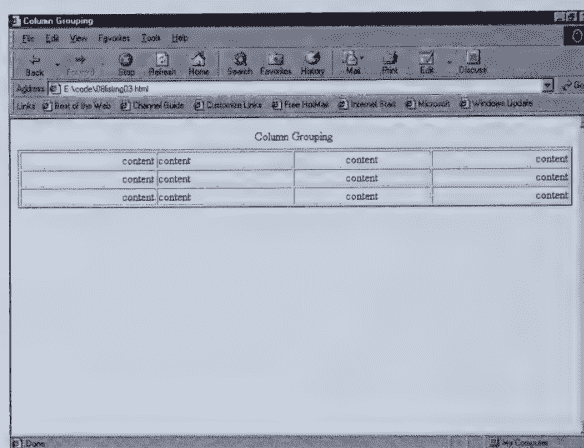 Column Grouping
File Edit View Favorites Tools Help
Back Forward Stop Refresh Home Search Favorites History Mail Print Edit Discuss
Address E:\code\08listing03.html Go
Links Best of the Web Channel Guide Customize Links Free HotMail Internet Start Microsoft Windows Update
Column Grouping
content content content content
content content content content
content content content content
Done My Computer